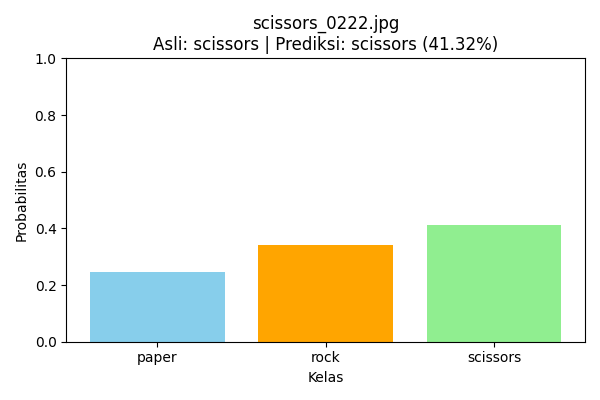 scissors_0222.jpg
Asli: scissors | Prediksi: scissors (41.32%)
1.0
0.8
0.6
0.4
0.2
0.0
Probabilitas
paper
rock
scissors
Kelas